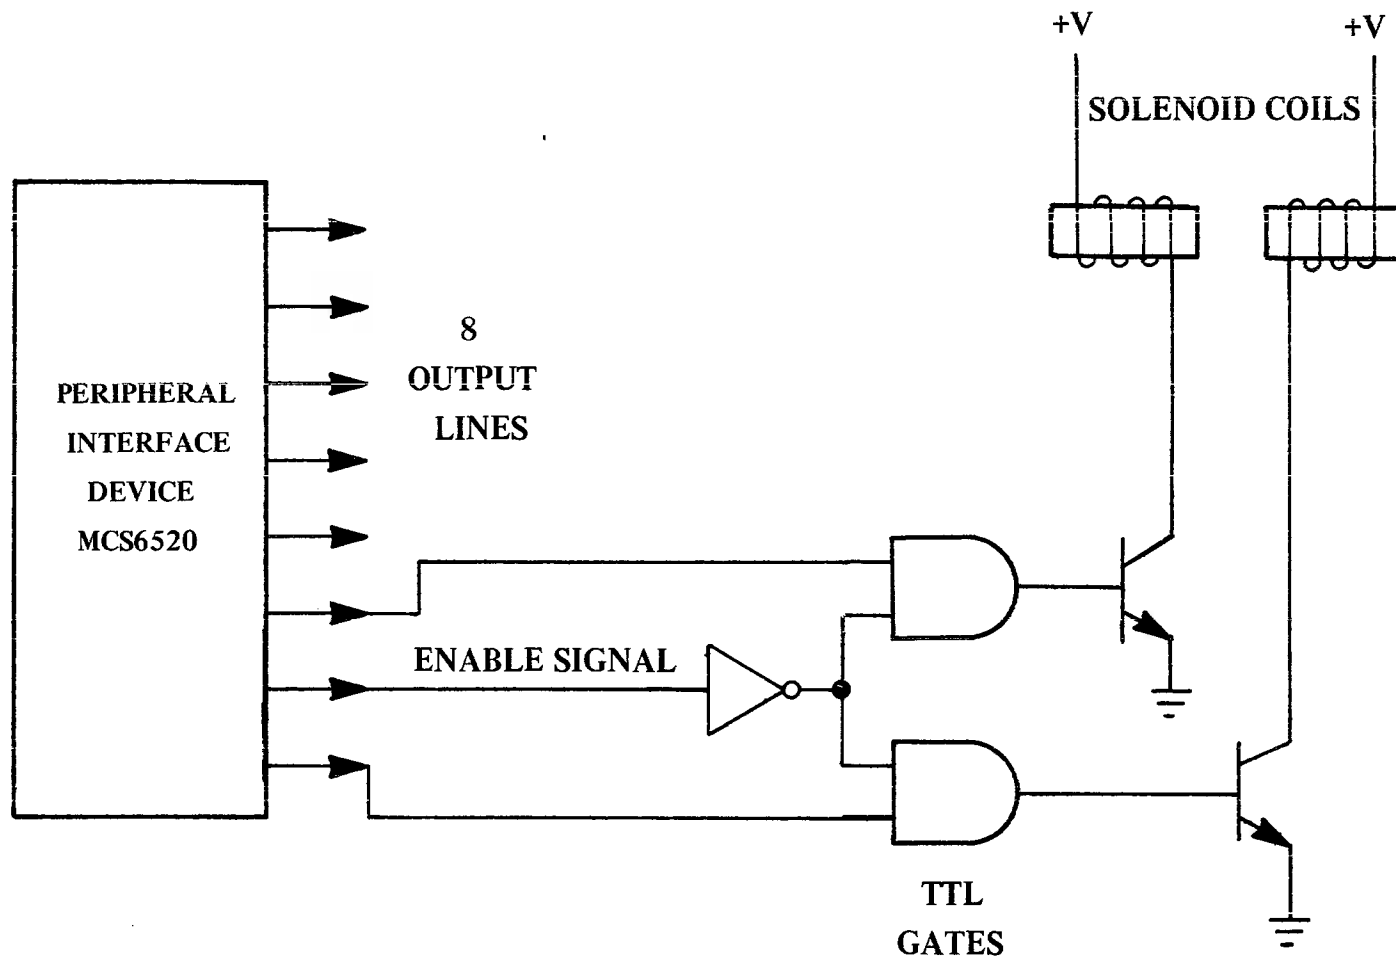 +V
+V
SOLENOID COILS
8
OUTPUT
LINES
PERIPHERAL
INTERFACE
DEVICE
MCS6520
ENABLE SIGNAL
TTL
GATES